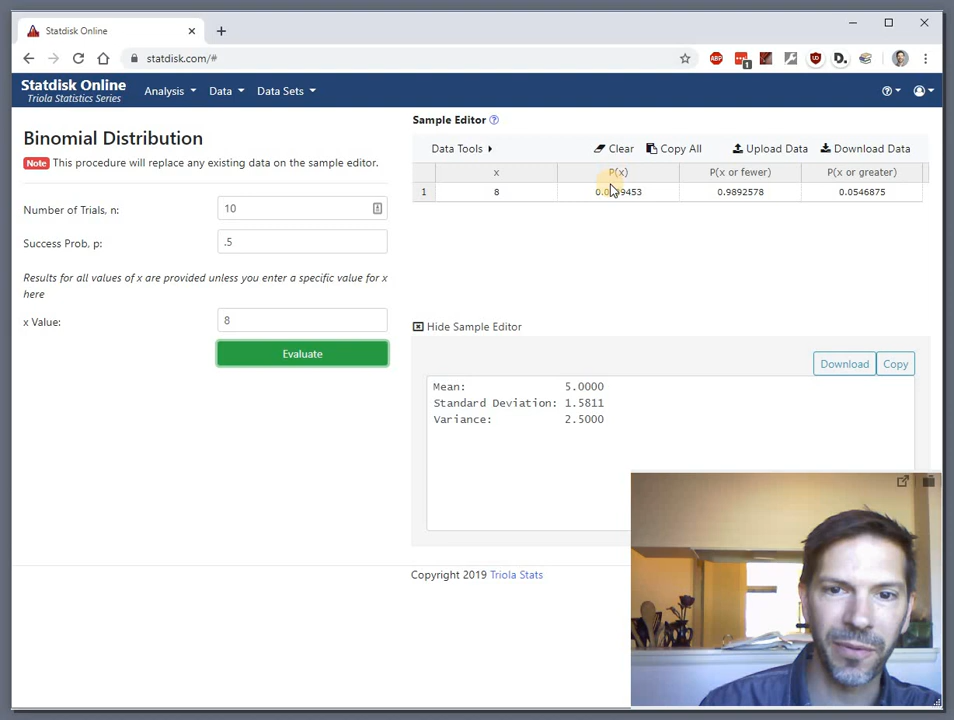 Statdisk Online
statdisk.com/#
ABP
1
UD
D.
Statdisk Online
Triola Statistics Series
Analysis
Data
Data Sets
Binomial Distribution
Note This procedure will replace any existing data on the sample editor.
Number of Trials, n:
10
Success Prob, p:
.5
Results for all values of x are provided unless you enter a specific value for x
here
x Value:
8
Evaluate
Sample Editor
Data Tools
Clear
Copy All
Upload Data
Download Data
x P(x) P(x or fewer) P(x or greater)
1 8 0.9892578 0.0546875
Hide Sample Editor
Download
Copy
Mean: 5.0000
Standard Deviation: 1.5811
Variance: 2.5000
Copyright 2019 Triola Stats